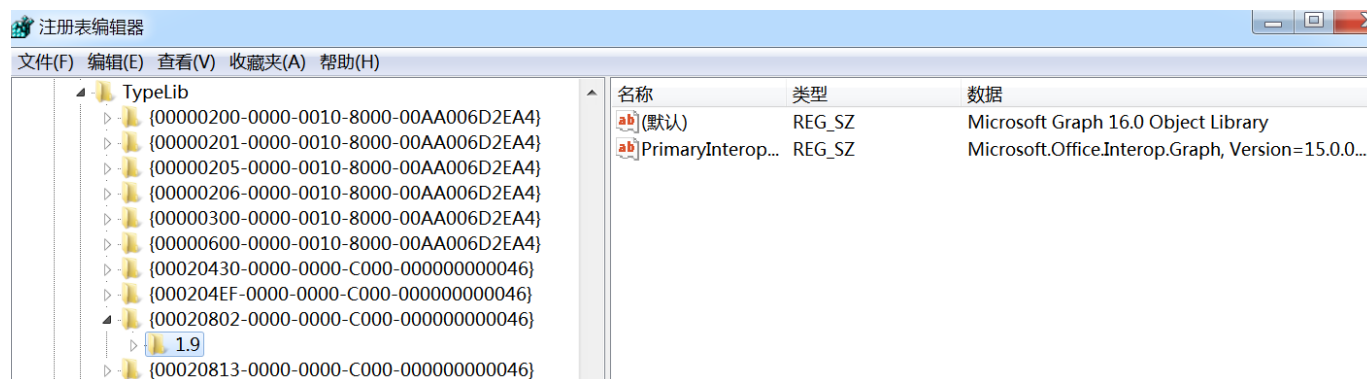 注册表编辑器
文件(F) 编辑(E) 查看(V) 收藏夹(A) 帮助(H)
TypeLib
{00000200-0000-0010-8000-00AA006D2EA4}
{00000201-0000-0010-8000-00AA006D2EA4}
{00000205-0000-0010-8000-00AA006D2EA4}
{00000206-0000-0010-8000-00AA006D2EA4}
{00000300-0000-0010-8000-00AA006D2EA4}
{00000600-0000-0010-8000-00AA006D2EA4}
{00020430-0000-0000-C000-000000000046}
{000204EF-0000-0000-C000-000000000046}
{00020802-0000-0000-C000-000000000046}
1.9
{00020813-0000-0000-C000-000000000046}
名称 类型 数据
ab (默认) REG_SZ Microsoft Graph 16.0 Object Library
ab PrimaryInterop... REG_SZ Microsoft.Office.Interop.Graph, Version=15.0.0...